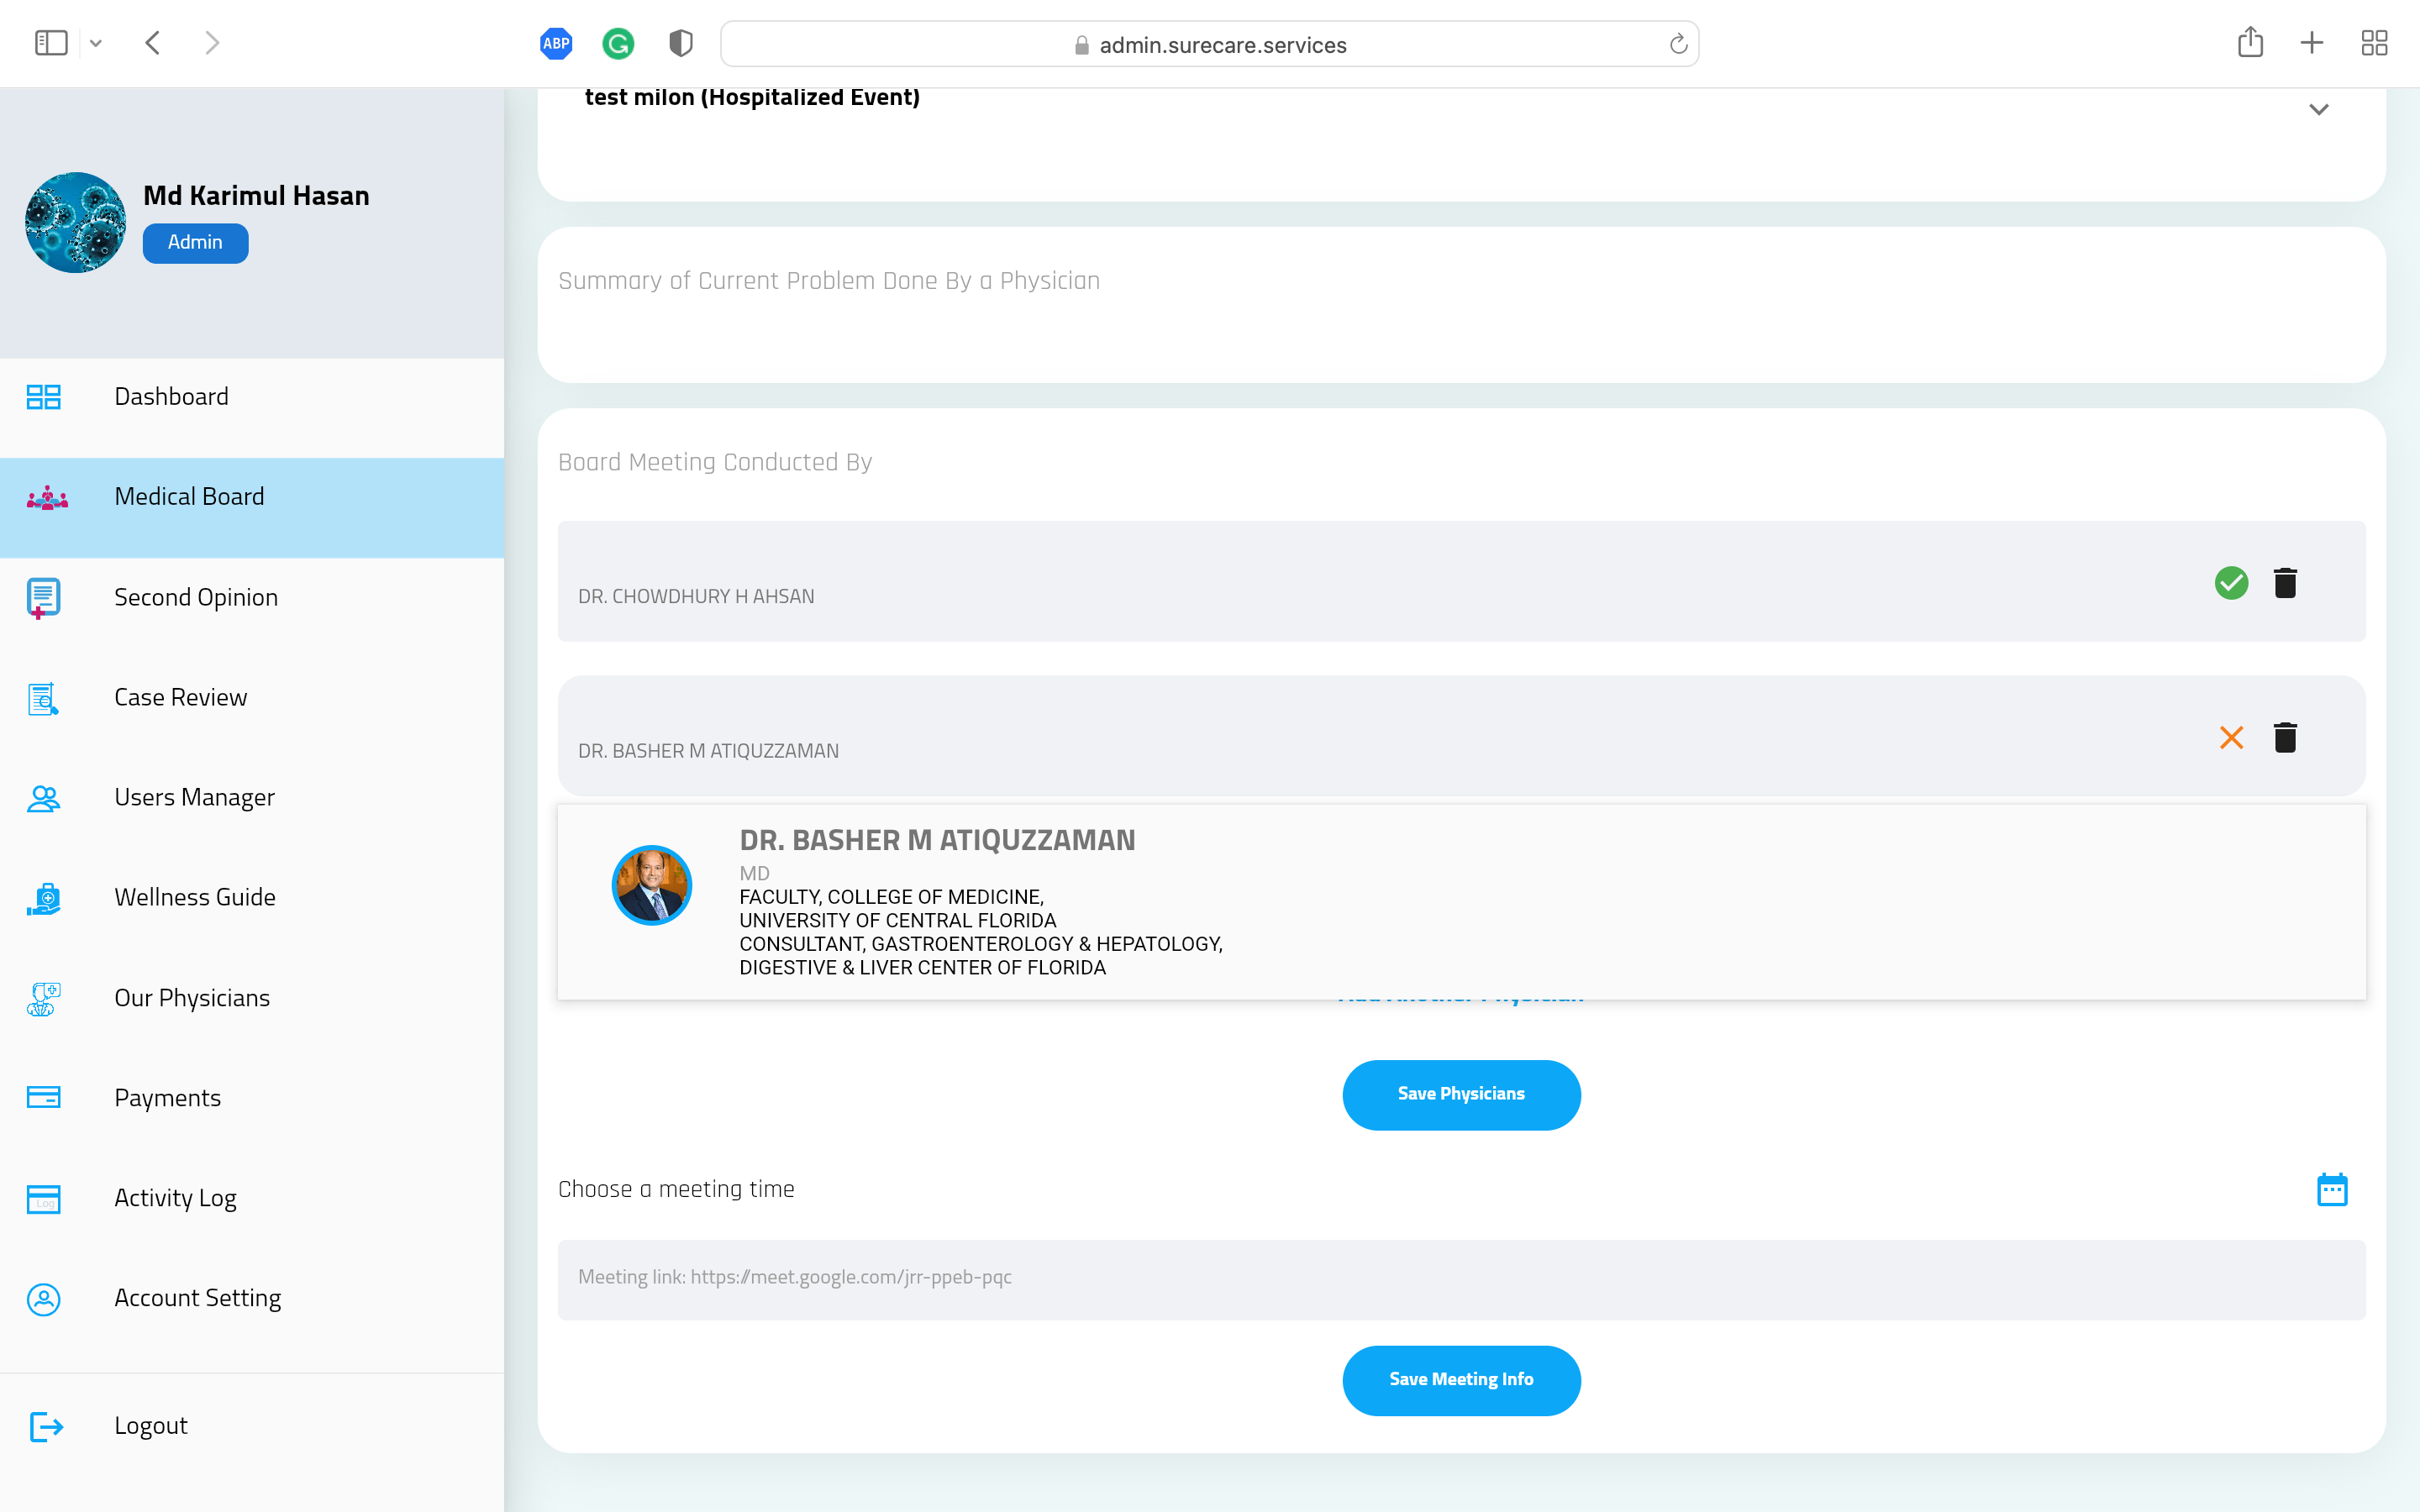 ABP
admin.surecare.services
test milon (Hospitalized Event)
Md Karimul Hasan
Admin
Summary of Current Problem Done By a Physician
Dashboard
Board Meeting Conducted By
Medical Board
Second Opinion
DR. CHOWDHURY H AHSAN
Case Review
DR. BASHER M ATIQUZZAMAN
Users Manager
DR. BASHER M ATIQUZZAMAN
MD
FACULTY, COLLEGE OF MEDICINE,
UNIVERSITY OF CENTRAL FLORIDA
CONSULTANT, GASTROENTEROLOGY & HEPATOLOGY,
DIGESTIVE & LIVER CENTER OF FLORIDA
Wellness Guide
Our Physicians
Add Another Physician
Payments
Save Physicians
Choose a meeting time
Log
Activity Log
Meeting link: https://meet.google.com/jrr-ppeb-pqc
Account Setting
Save Meeting Info
Logout